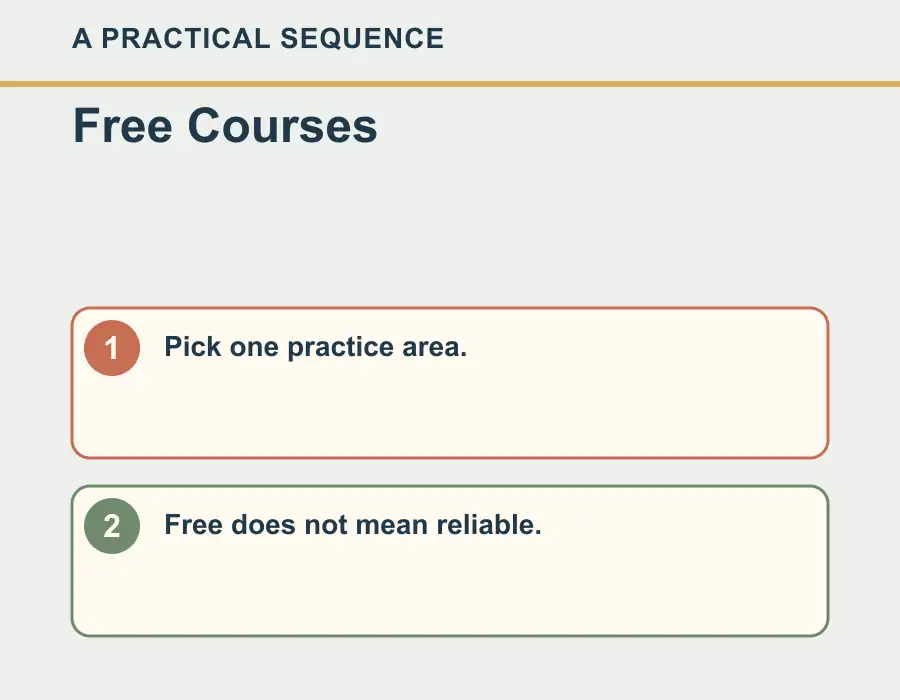 A PRACTICAL SEQUENCE
Free Courses
1 Pick one practice area.
2 Free does not mean reliable.